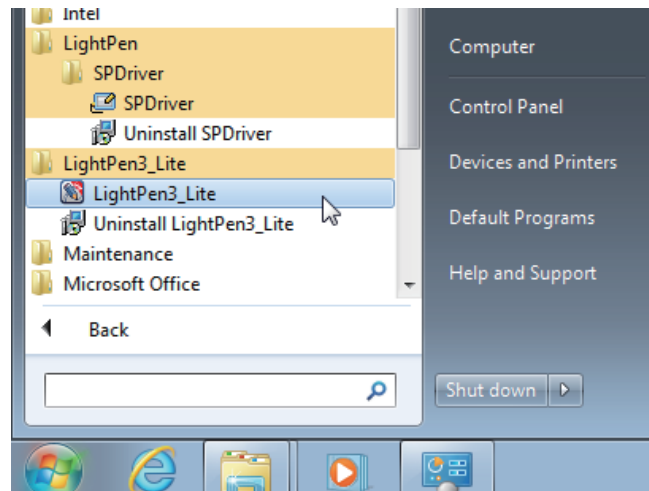 Intel
LightPen
SPDriver
SPDriver
Uninstall SPDriver
LightPen3_Lite
LightPen3_Lite
Uninstall LightPen3_Lite
Maintenance
Microsoft Office
Back
Computer
Control Panel
Devices and Printers
Default Programs
Help and Support
Shut down